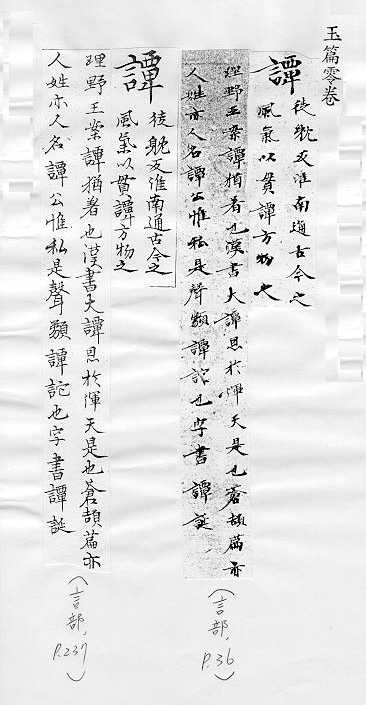 玉篇零卷
譚
徒躭反淮南通古今之
風氣以貫譚方物之
理野王案譚猶著也漢書大譚思於渾天是也蒼頡篇亦
人姓亦人名譚公惟私是聲類譚詑也字書譚誕
(言部, P.36)
譚
徒躭反淮南通古今之
風氣以貫譚方物之
理野王案譚猶著也漢書大譚思於渾天是也蒼頡篇亦
人姓亦人名譚公惟私是聲類譚詑也字書譚誕
(言部, P.237)